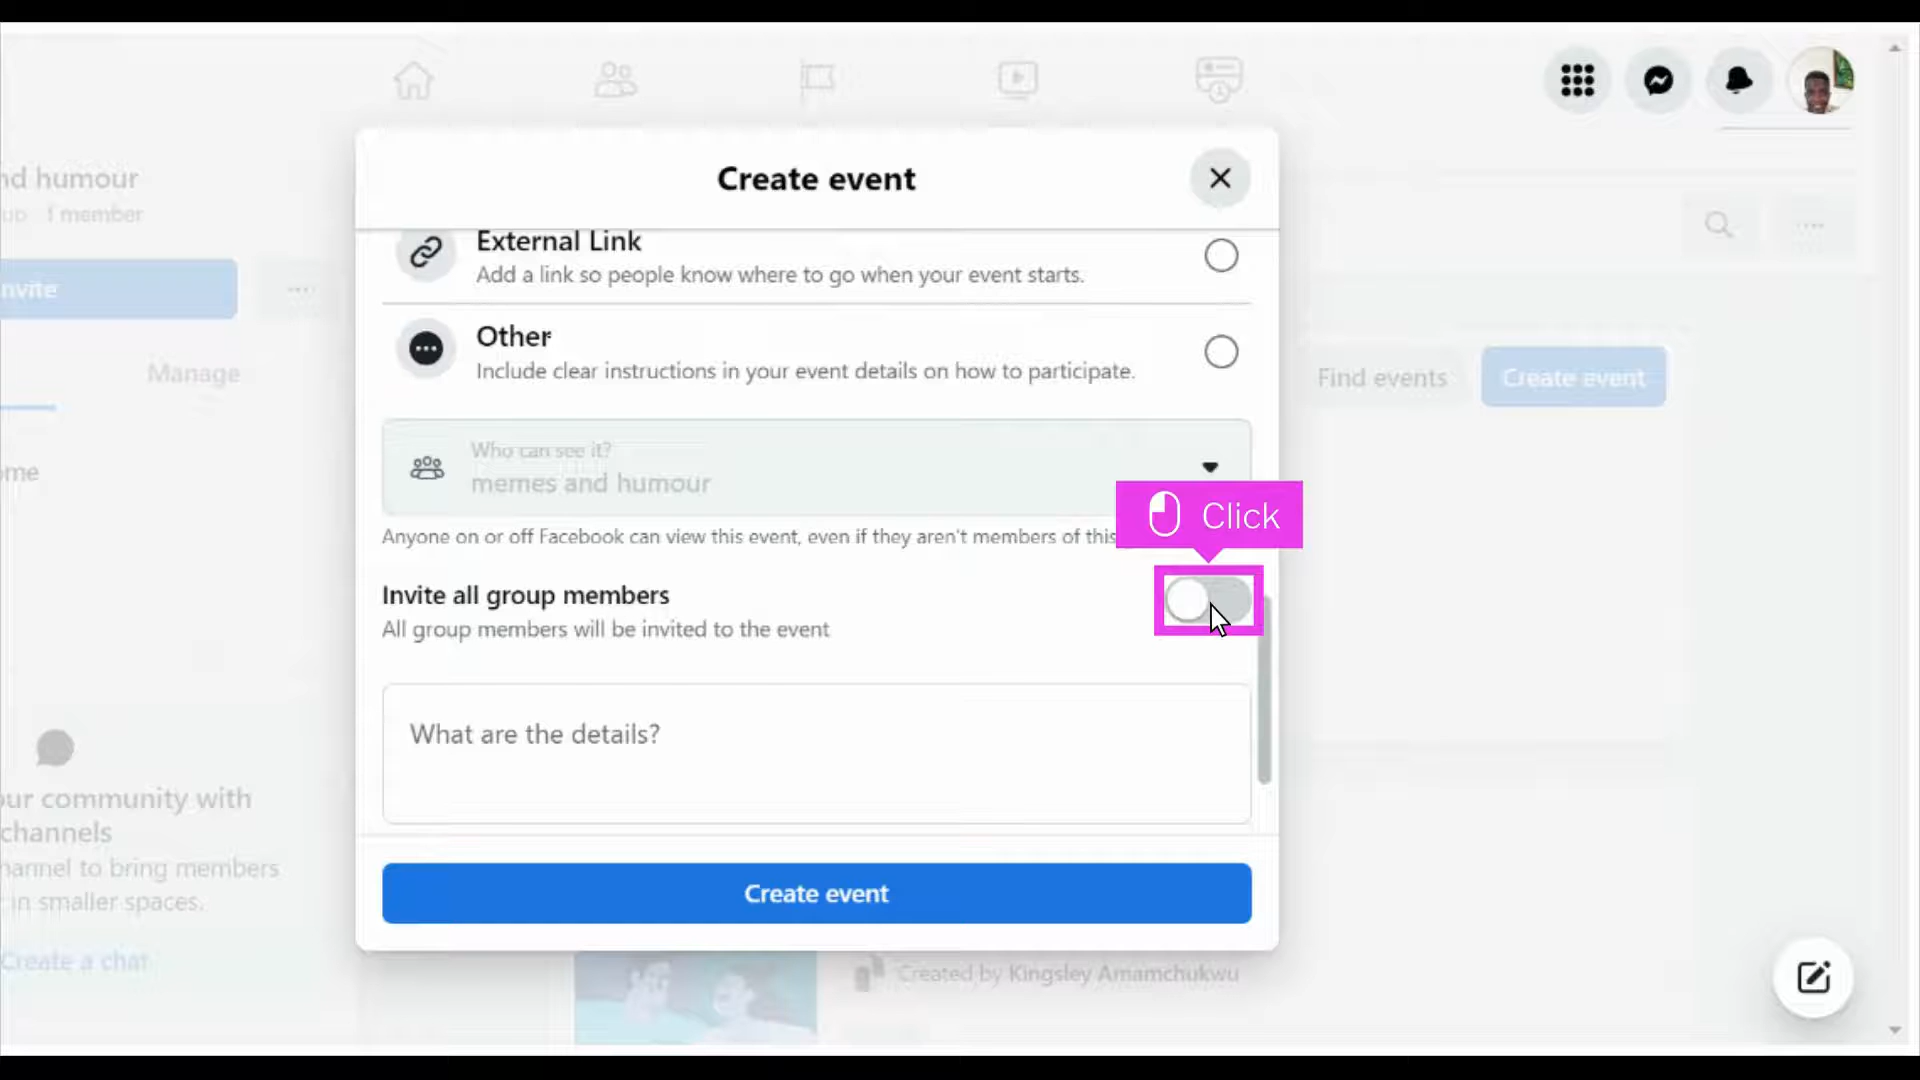 nd humour
1 member
nvite
Manage
ome
our community with
channels
hannel to bring members
in smaller spaces.
Create a chat
Create event
External Link
Add a link so people know where to go when your event starts.
Other
Include clear instructions in your event details on how to participate.
Who can see it?
memes and humour
Anyone on or off Facebook can view this event, even if they aren't members of this
Click
Invite all group members
All group members will be invited to the event
What are the details?
Create event
Find events
Create event
Created by Kingsley Amamchukwu